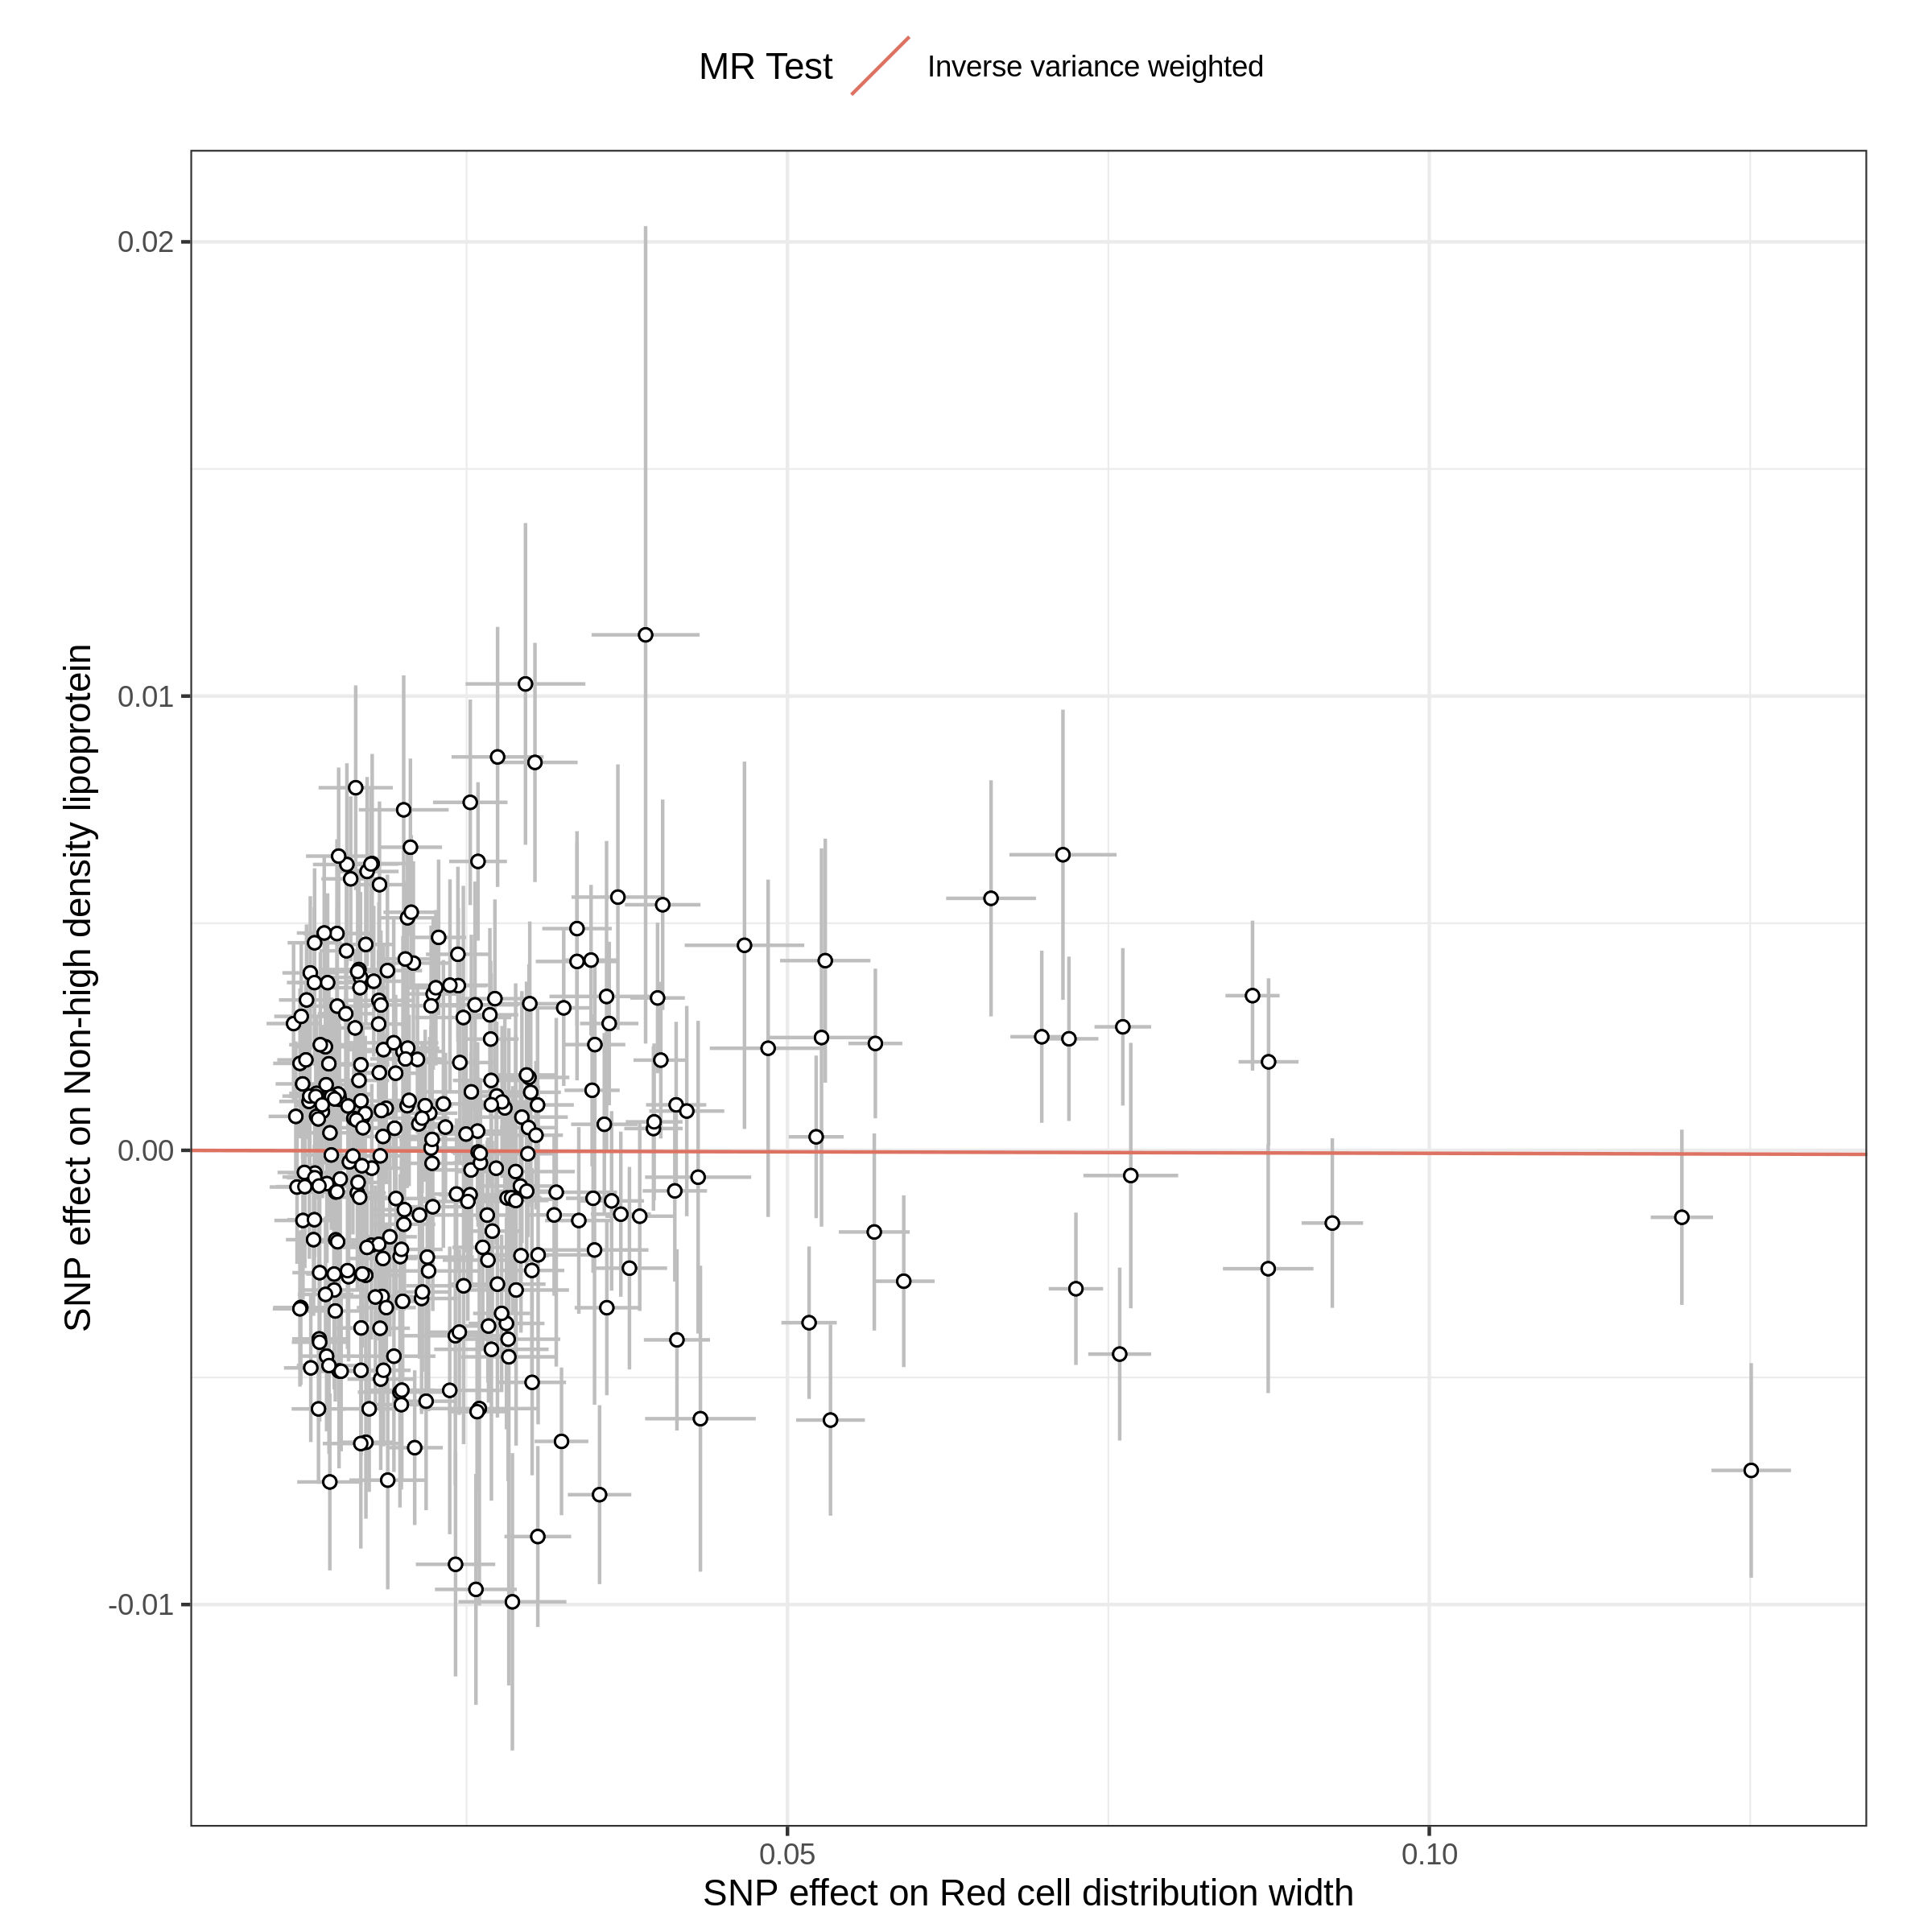 MR Test Inverse variance weighted
SNP effect on Non-high density lipoprotein
0.02
0.01
0.00
-0.01
0.05 0.10
SNP effect on Red cell distribution width